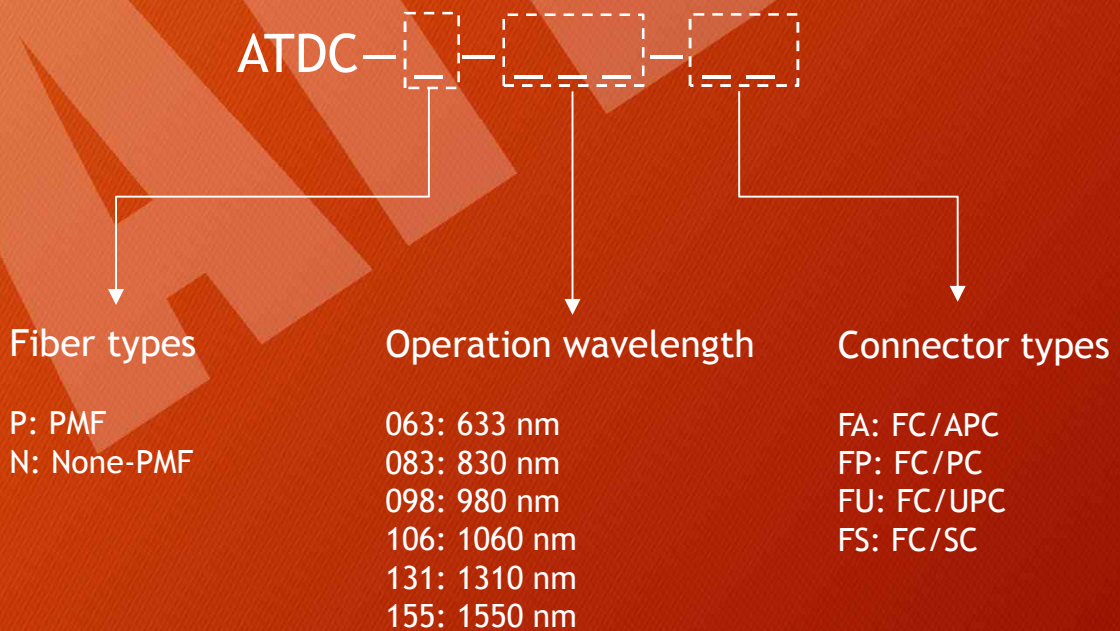 ATDC– _ – _ _ _ – _ _
Fiber types
P: PMF
N: None-PMF
Operation wavelength
063: 633 nm
083: 830 nm
098: 980 nm
106: 1060 nm
131: 1310 nm
155: 1550 nm
Connector types
FA: FC/APC
FP: FC/PC
FU: FC/UPC
FS: FC/SC